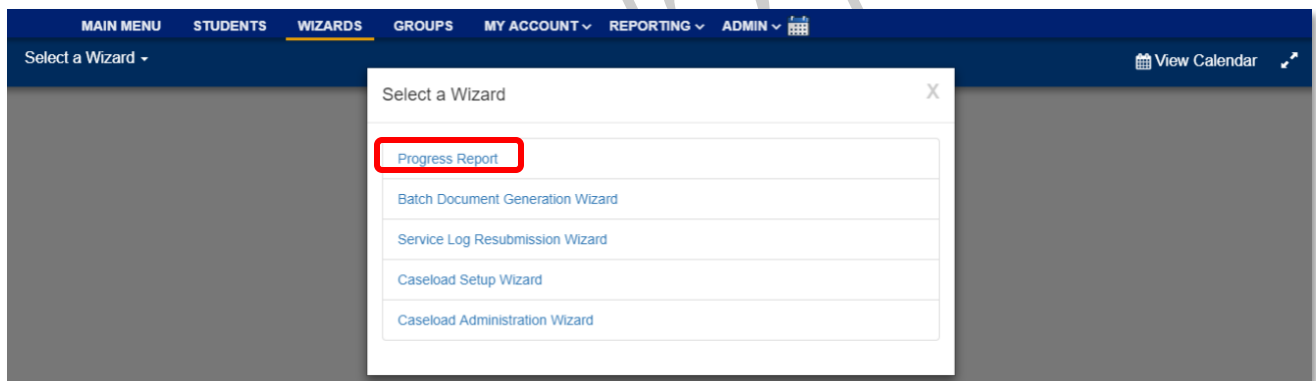 MAIN MENU STUDENTS WIZARDS GROUPS MY ACCOUNT REPORTING ADMIN
Select a Wizard View Calendar
Select a Wizard X
Progress Report
Batch Document Generation Wizard
Service Log Resubmission Wizard
Caseload Setup Wizard
Caseload Administration Wizard